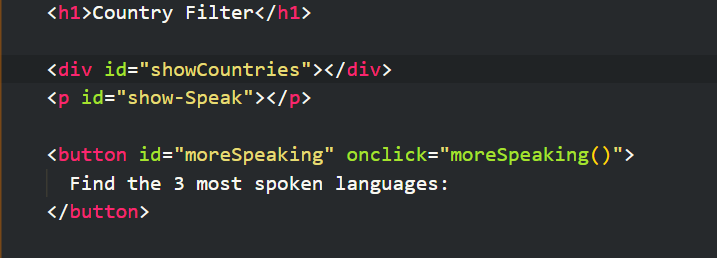 <h1>Country Filter</h1>
<div id="showCountries"></div>
<p id="show-Speak"></p>
<button id="moreSpeaking" onclick="moreSpeaking()">
Find the 3 most spoken languages:
</button>